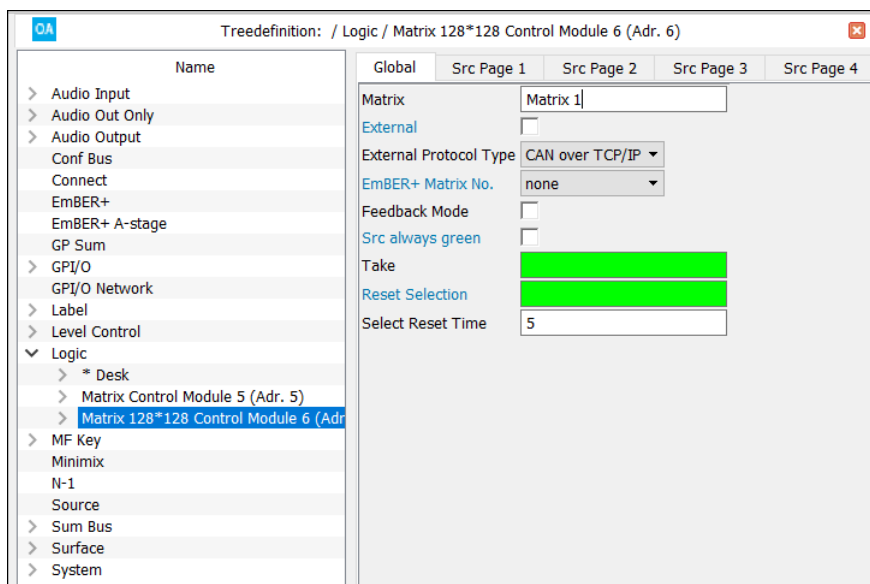 OA
Treedefinition: / Logic / Matrix 128*128 Control Module 6 (Adr. 6)
Name
Audio Input
Audio Out Only
Audio Output
Conf Bus
Connect
EmBER+
EmBER+ A-stage
GP Sum
GPI/O
GPI/O Network
Label
Level Control
Logic
* Desk
Matrix Control Module 5 (Adr. 5)
Matrix 128*128 Control Module 6 (Adr
MF Key
Minimix
N-1
Source
Sum Bus
Surface
System
Global Src Page 1 Src Page 2 Src Page 3 Src Page 4
Matrix Matrix 1
External
External Protocol Type CAN over TCP/IP
EmBER+ Matrix No. none
Feedback Mode
Src always green
Take
Reset Selection
Select Reset Time 5